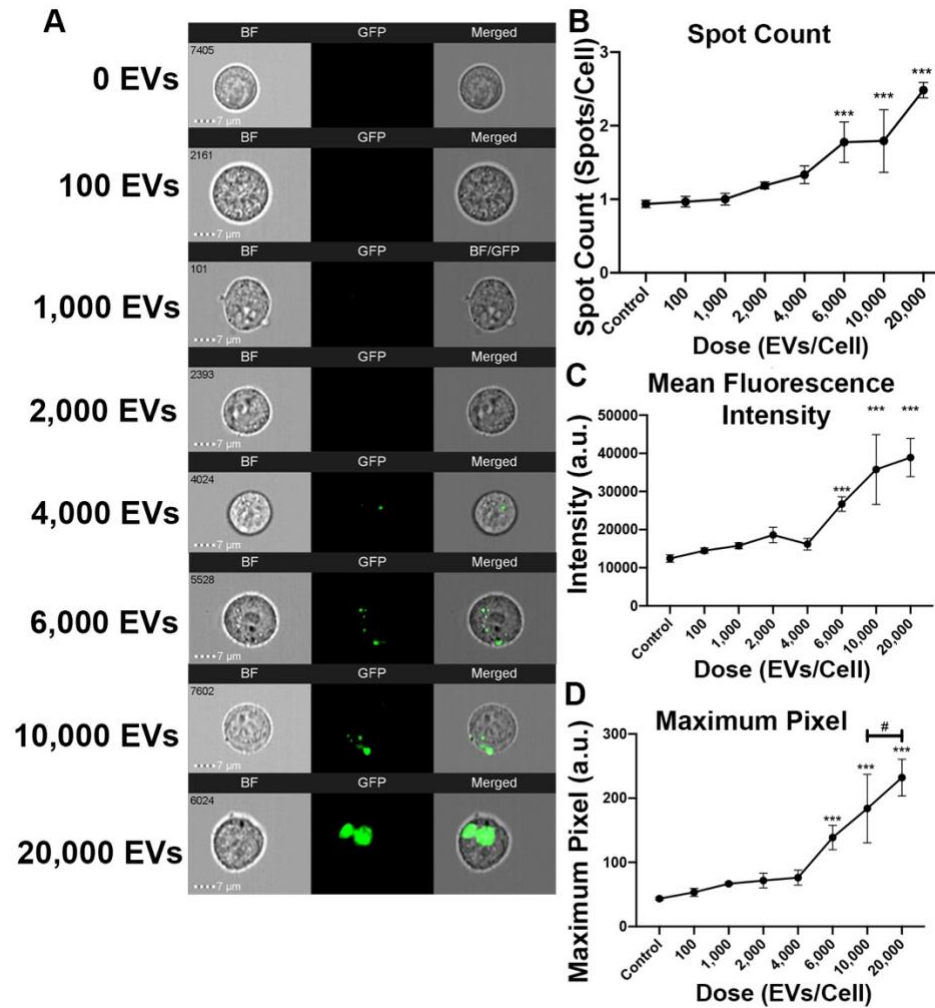 A
BF GFP Merged
0 EVs
7405
7 µm
BF GFP Merged
100 EVs
2161
7 µm
BF GFP BF/GFP
1,000 EVs
101
7 µm
BF GFP Merged
2,000 EVs
2393
7 µm
BF GFP Merged
4,000 EVs
4024
7 µm
BF GFP Merged
6,000 EVs
5528
7 µm
BF GFP Merged
10,000 EVs
7602
7 µm
BF GFP Merged
20,000 EVs
6024
7 µm
B
Spot Count
Spot Count (Spots/Cell)
3
2
1
0
*** *** ***
Control 100 1,000 2,000 4,000 6,000 10,000 20,000
Dose (EVs/Cell)
C
Mean Fluorescence
Intensity
Intensity (a.u.)
50000
40000
30000
20000
10000
0
*** *** ***
Control 100 1,000 2,000 4,000 6,000 10,000 20,000
Dose (EVs/Cell)
D
Maximum Pixel
Maximum Pixel (a.u.)
300
200
100
0
#
*** *** ***
Control 100 1,000 2,000 4,000 6,000 10,000 20,000
Dose (EVs/Cell)